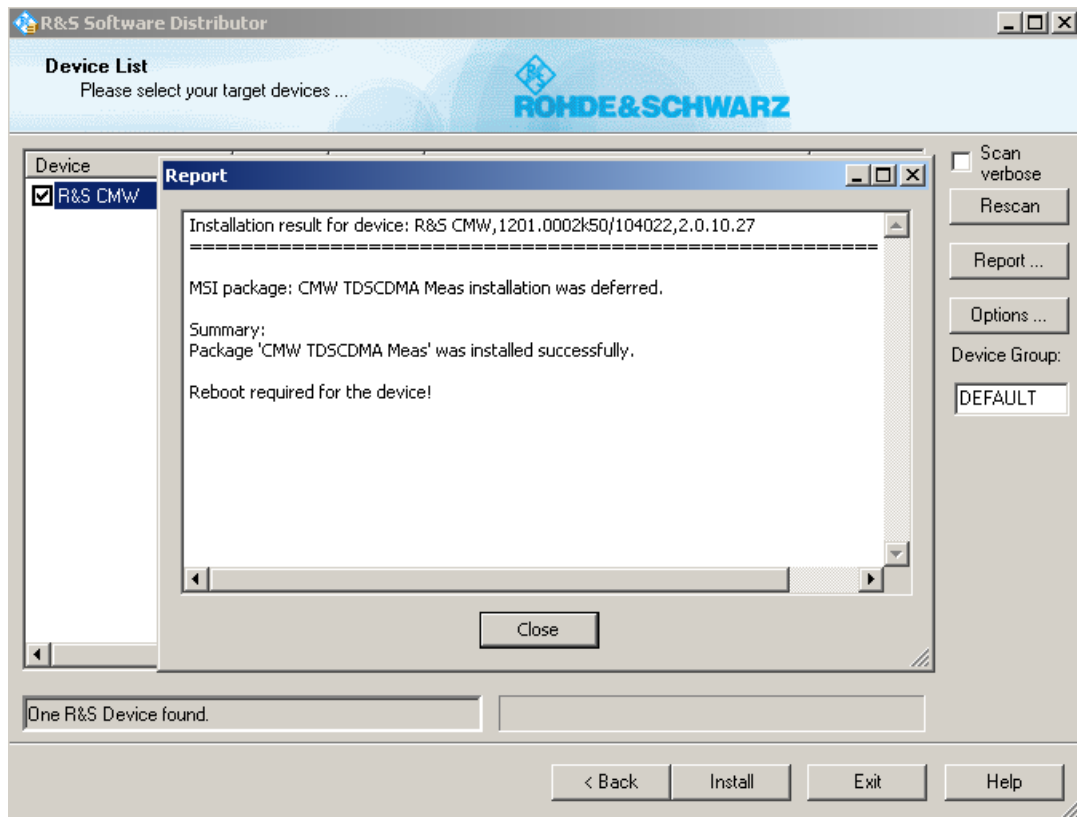 R&S Software Distributor
Device List
Please select your target devices ...
ROHDE&SCHWARZ
Device
R&S CMW
Report
Installation result for device: R&S CMW,1201.0002k50/104022,2.0.10.27
=======================================================
MSI package: CMW TDSCDMA Meas installation was deferred.
Summary:
Package 'CMW TDSCDMA Meas' was installed successfully.
Reboot required for the device!
Close
Scan verbose
Rescan
Report ...
Options ...
Device Group:
DEFAULT
One R&S Device found.
< Back
Install
Exit
Help